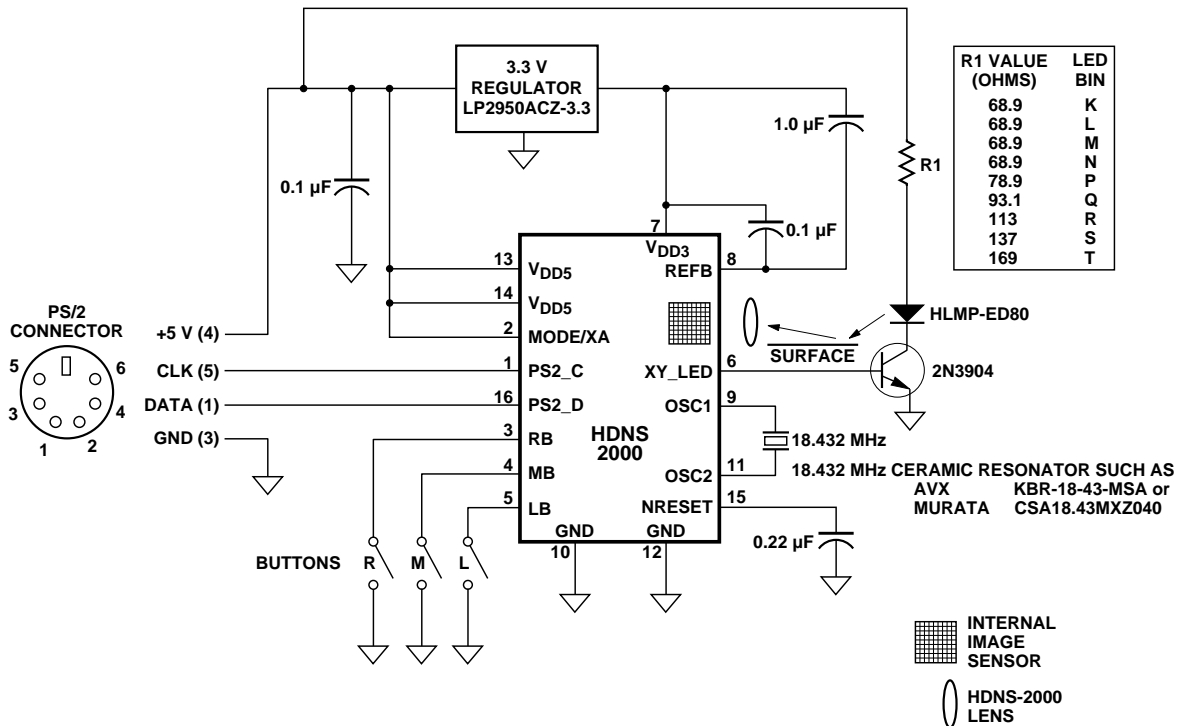 3.3 V
REGULATOR
LP2950ACZ-3.3
R1 VALUE LED
(OHMS) BIN
68.9 K
68.9 L
68.9 M
68.9 N
78.9 P
93.1 Q
113 R
137 S
169 T
1.0 µF
R1
0.1 µF
0.1 µF
7
VDD3
13
VDD5
8
REFB
14
VDD5
2
MODE/XA
HLMP-ED80
SURFACE
PS/2
CONNECTOR
5
6
3
4
1
2
+5 V (4)
CLK (5)
DATA (1)
GND (3)
1
PS2_C
6
XY_LED
2N3904
16
PS2_D
9
OSC1
3
RB
HDNS
2000
18.432 MHz
4
MB
11
OSC2
18.432 MHz CERAMIC RESONATOR SUCH AS
AVX KBR-18-43-MSA or
MURATA CSA18.43MXZ040
5
LB
15
NRESET
GND
10
GND
12
0.22 µF
BUTTONS R M L
INTERNAL
IMAGE
SENSOR
HDNS-2000
LENS